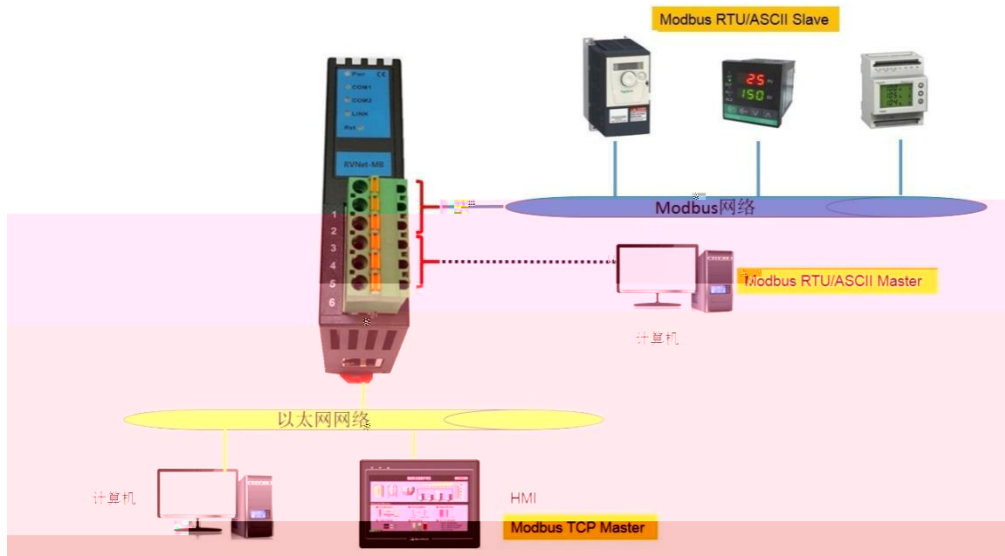 Modbus RTU/ASCII Slave
Pwr CE
COM1
COM2
LINK
Rst
RVNet-MB
25
150
1
2
3
4
5
6
Modbus网络
Modbus RTU/ASCII Master
计算机
以太网网络
计算机
HMI
Modbus TCP Master